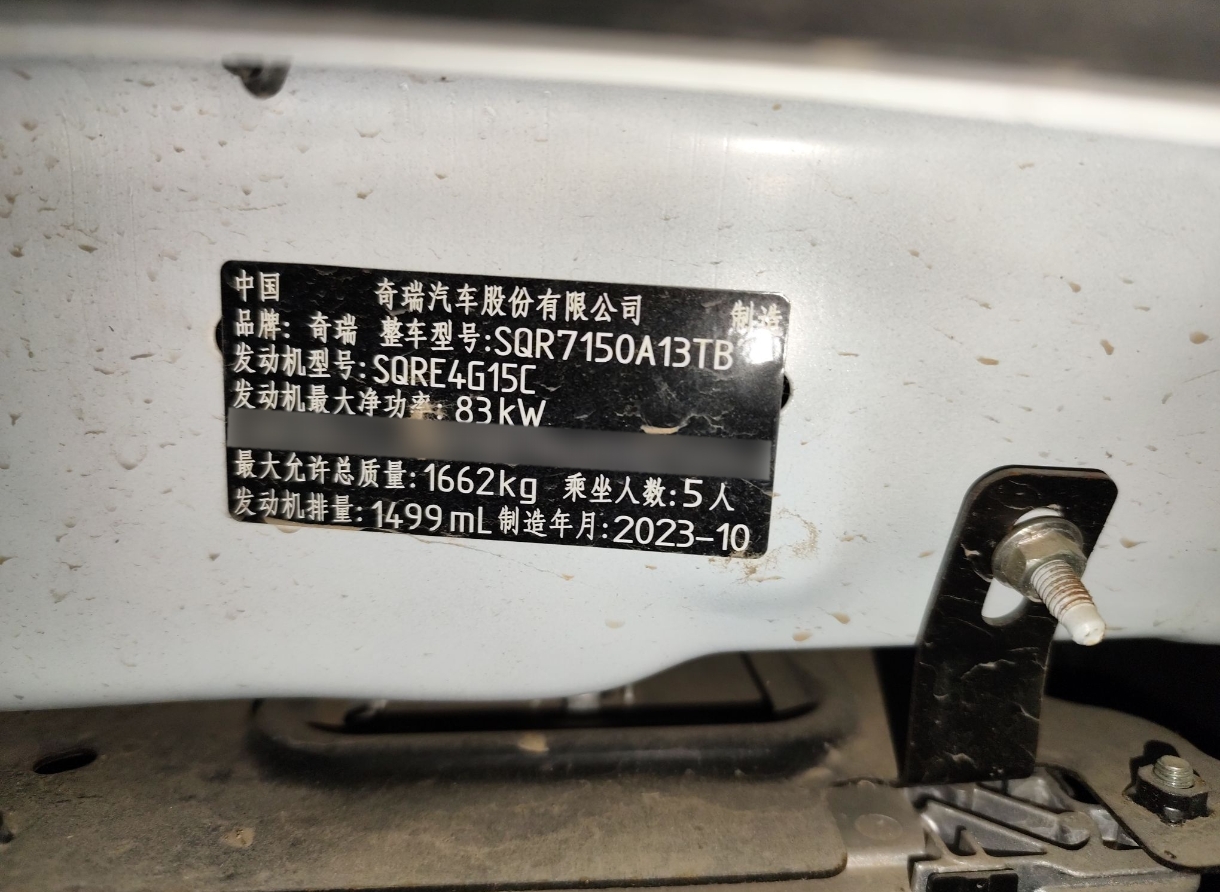 中国 奇瑞汽车股份有限公司 制造
品牌: 奇瑞 整车型号:SQR7150A13TB
发动机型号:SQRE4G15C
发动机最大净功率: 83kW
最大允许总质量:1662kg 乘坐人数:5人
发动机排量:1499mL 制造年月:2023-10